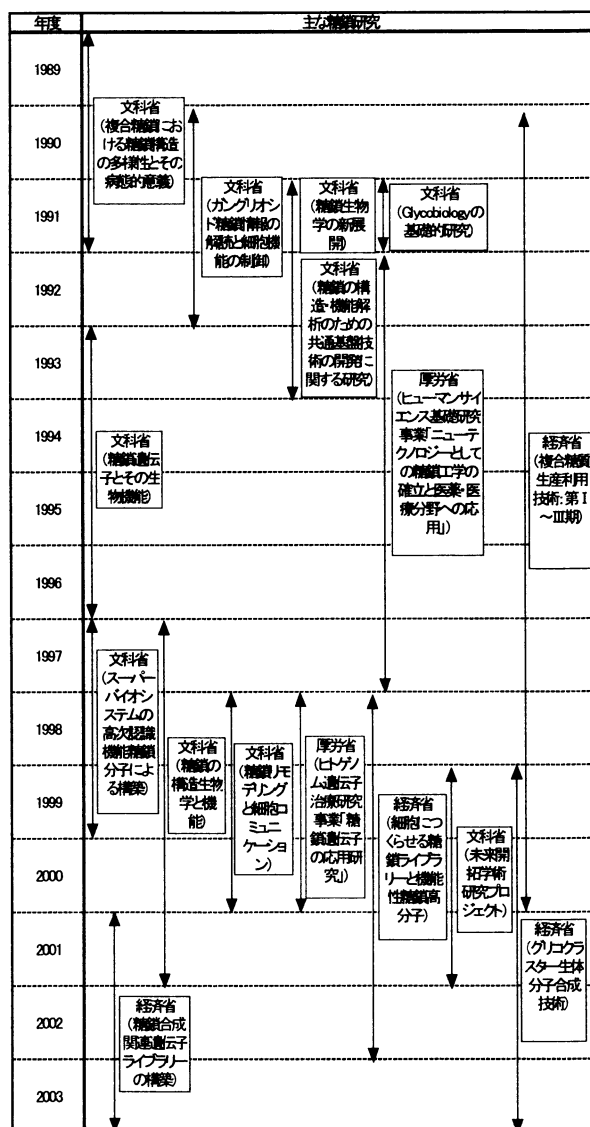 年度
主な糖鎖研究
1989
1990
1991
1992
1993
1994
1995
1996
1997
1998
1999
2000
2001
2002
2003
文科省
(複合糖鎖にお
ける糖鎖構造
の多様性とその
病態的意義)
文科省
(ガングリオシ
ド糖鎖情報の
解読と細胞機
能の制御)
文科省
(糖鎖生物
学の新展
開)
文科省
(Glycobiologyの
基礎的研究)
文科省
(糖鎖の構
造・機能解
析のための
共通基盤技
術の開発に
関する研究)
厚労省
(ヒューマンサイ
エンス基礎研究
事業「ニューテ
クノロジーとして
の糖鎖工学の
確立と医薬・医
療分野への応
用」)
経済省
(複合糖質
生産利用
技術:第Ⅰ
～Ⅲ期)
文科省
(糖鎖遺伝
子とその生
物機能)
文科省
(スーパー
バイオシ
ステムの
高次認識
機能糖鎖
分子によ
る構築)
文科省
(糖鎖の
構造生物
学と機能)
文科省
(糖鎖リモ
デリング
と細胞コ
ミュニ
ケーショ
ン)
厚労省
(ヒトゲノ
ム遺伝子
治療研究
事業「糖
鎖遺伝子
の応用研
究」)
経済省
(細胞につ
くらせる糖
鎖ライブラ
リーと機能
性糖鎖高
分子)
文科省
(未来開
拓学術
研究プ
ロジェ
クト)
経済省
(グリコクラ
スター生体
分子合成
技術)
経済省
(糖鎖合成
関連遺伝子
ライブラリー
の構築)